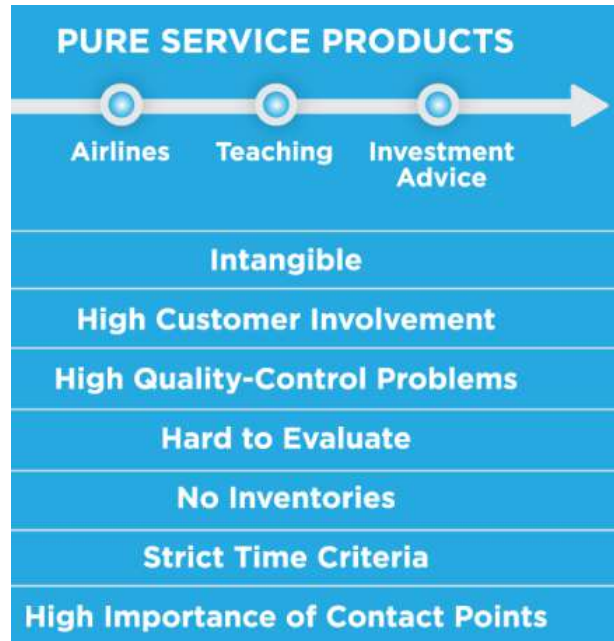 PURE SERVICE PRODUCTS
Airlines
Teaching
Investment
Advice
Intangible
High Customer Involvement
High Quality-Control Problems
Hard to Evaluate
No Inventories
Strict Time Criteria
High Importance of Contact Points